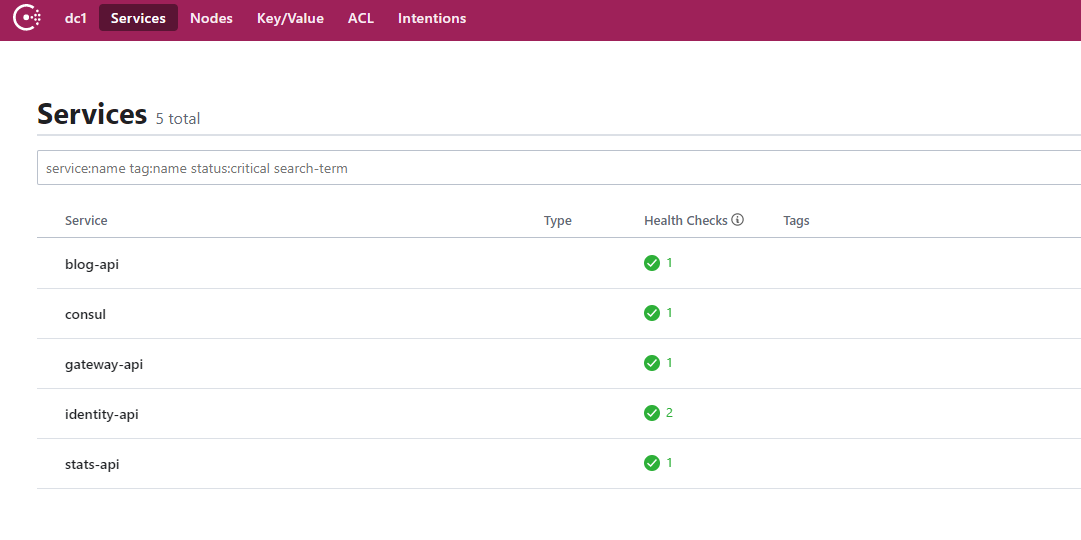 dc1 Services Nodes Key/Value ACL Intentions
Services 5 total
service:name tag:name status:critical search-term
Service Type Health Checks Tags
blog-api 1
consul 1
gateway-api 1
identity-api 2
stats-api 1